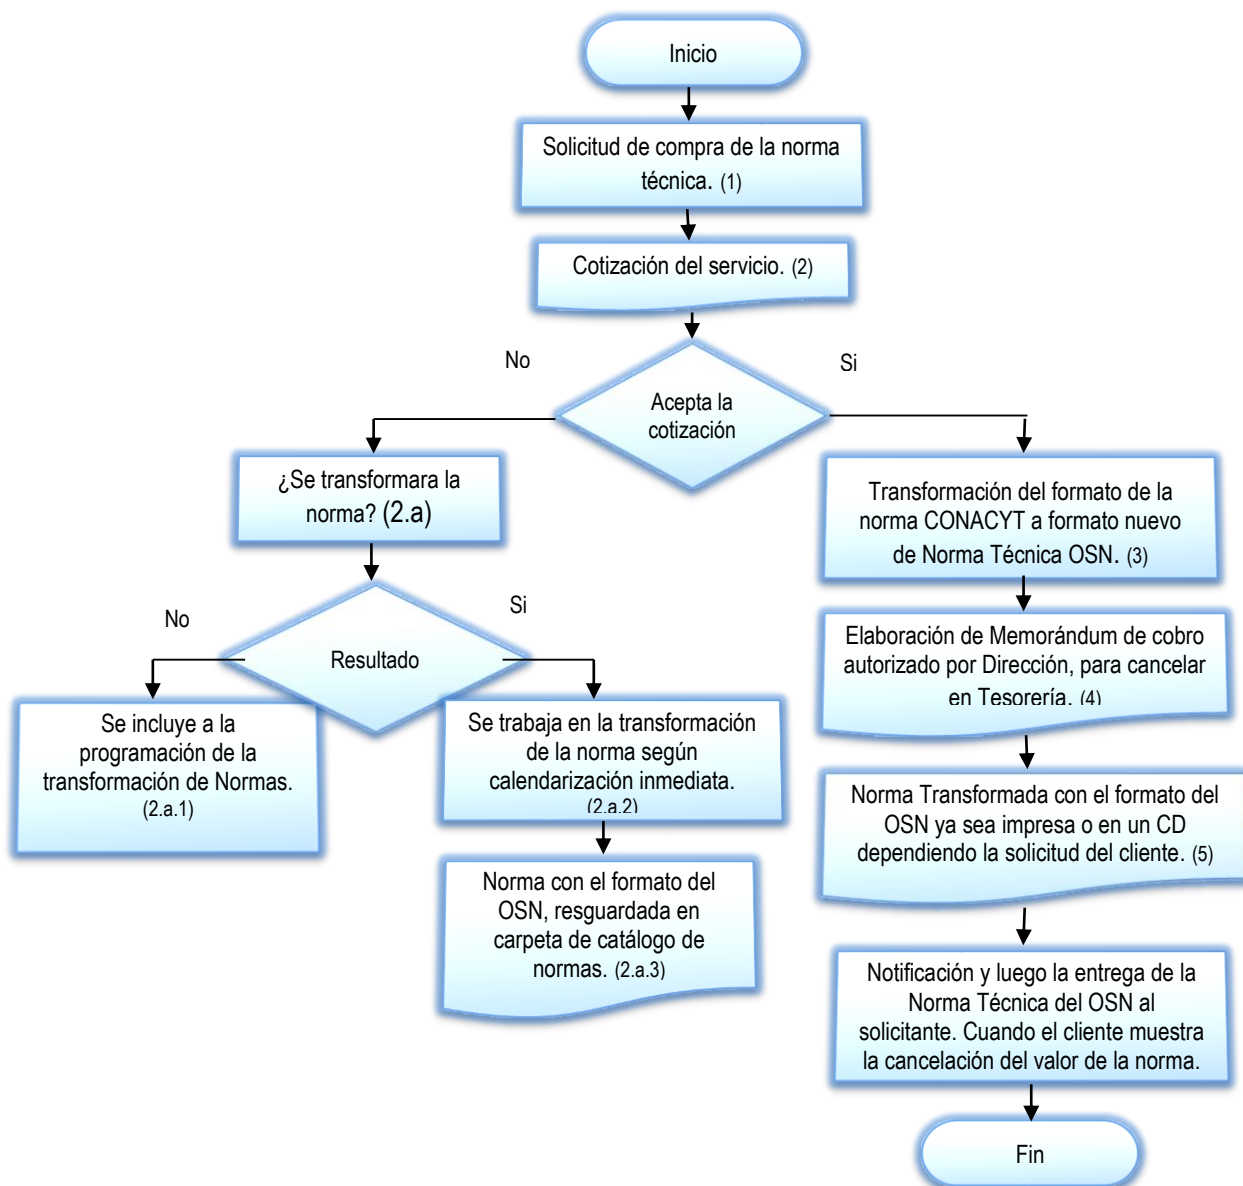 Inicio
Solicitud de compra de la norma
técnica. (1)
Cotización del servicio. (2)
No
Si
Acepta la
cotización
¿Se transformara la
norma? (2.a)
Transformación del formato de la
norma CONACYT a formato nuevo
de Norma Técnica OSN. (3)
No
Si
Resultado
Elaboración de Memorándum de cobro
autorizado por Dirección, para cancelar
en Tesorería. (4)
Se incluye a la
programación de la
transformación de Normas.
(2.a.1)
Se trabaja en la transformación
de la norma según
calendarización inmediata.
(2.a.2)
Norma Transformada con el formato del
OSN ya sea impresa o en un CD
dependiendo la solicitud del cliente. (5)
Norma con el formato del
OSN, resguardada en
carpeta de catálogo de
normas. (2.a.3)
Notificación y luego la entrega de la
Norma Técnica del OSN al
solicitante. Cuando el cliente muestra
la cancelación del valor de la norma.
Fin